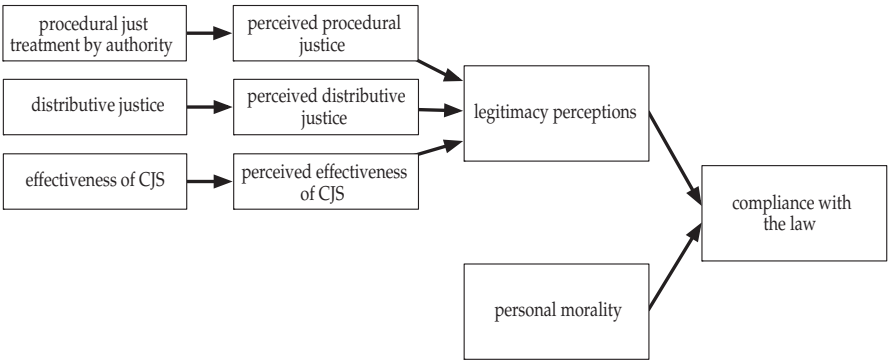 procedural just
treatment by authority
perceived procedural
justice
distributive justice
perceived distributive
justice
legitimacy perceptions
effectiveness of CJS
perceived effectiveness
of CJS
compliance with
the law
personal morality